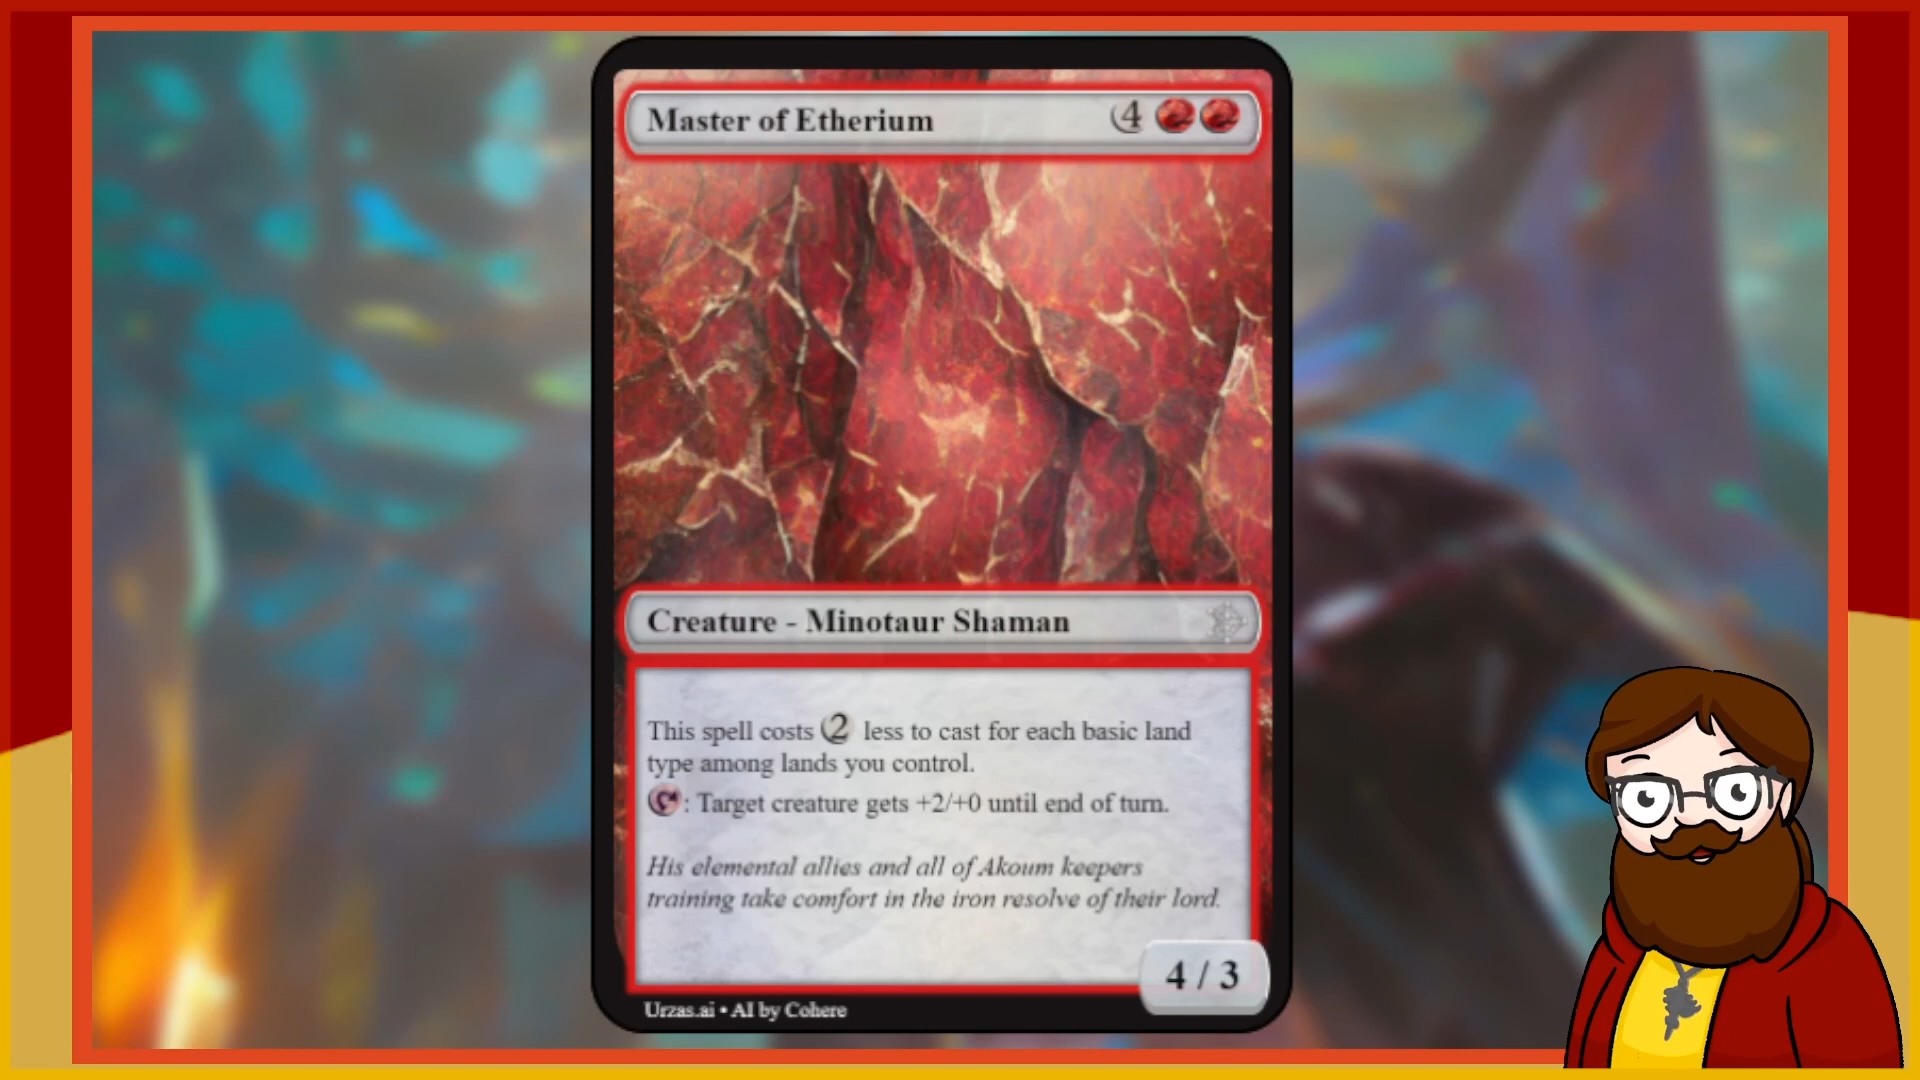 Master of Etherium 4
Creature - Minotaur Shaman
This spell costs 2 less to cast for each basic land
type among lands you control.
: Target creature gets +2/+0 until end of turn.
His elemental allies and all of Akoum keepers
training take comfort in the iron resolve of their lord.
4 / 3
Urzas.ai • AI by Cohere